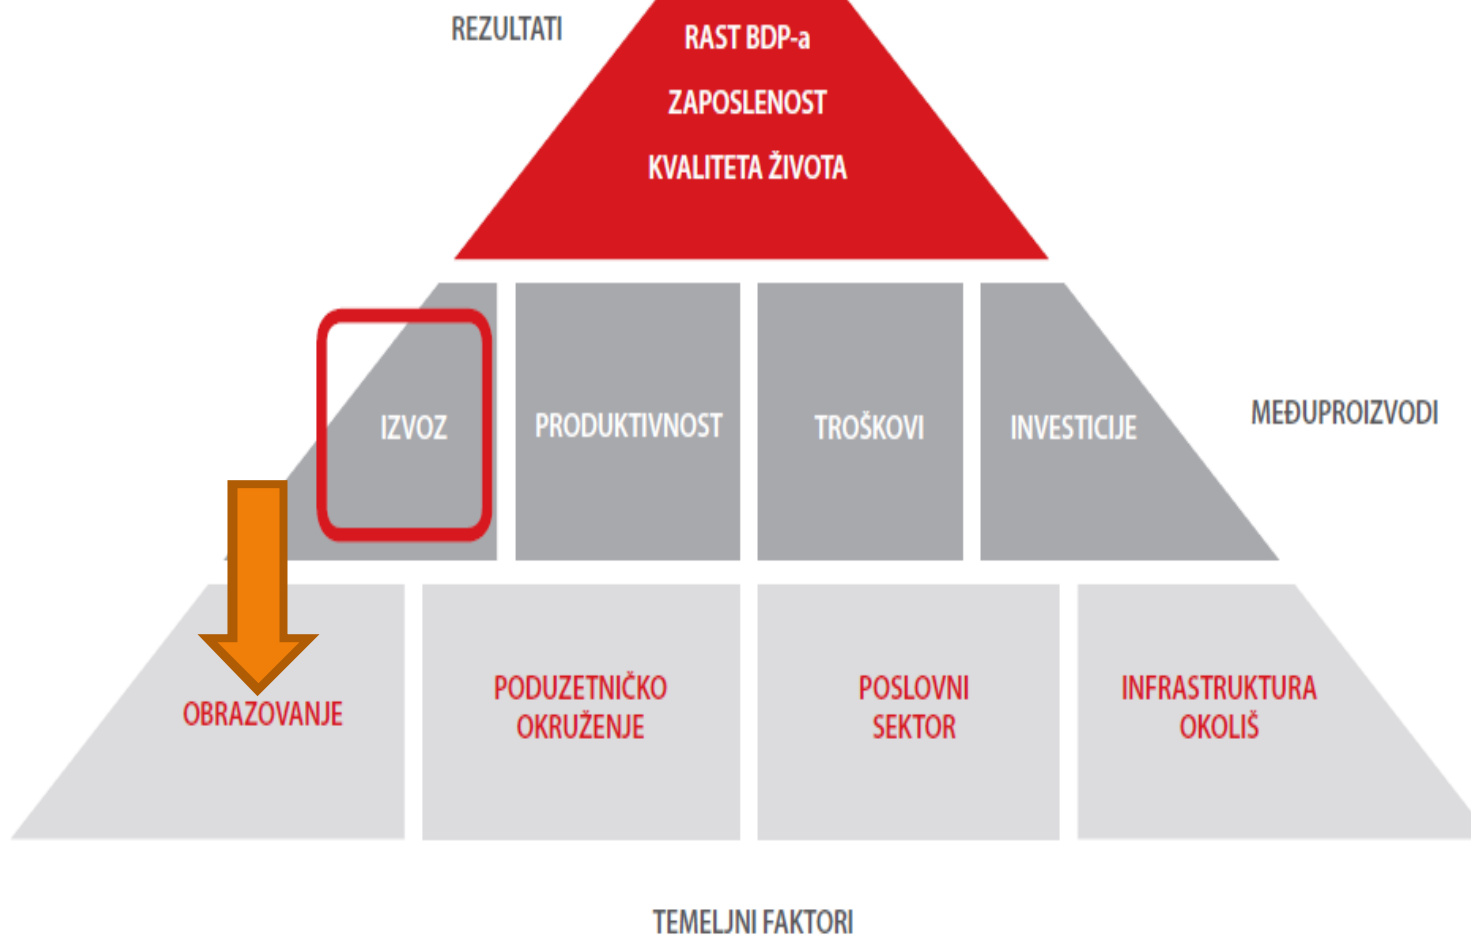 REZULTATI
RAST BDP-a
ZAPOSLENOST
KVALITETA ŽIVOTA
IZVOZ
PRODUKTIVNOST
TROŠKOVI
INVESTICIJE
MEĐUPROIZVODI
OBRAZOVANJE
PODUZETNIČKO
OKRUŽENJE
POSLOVNI
SEKTOR
INFRASTRUKTURA
OKOLIŠ
TEMELJNI FAKTORI